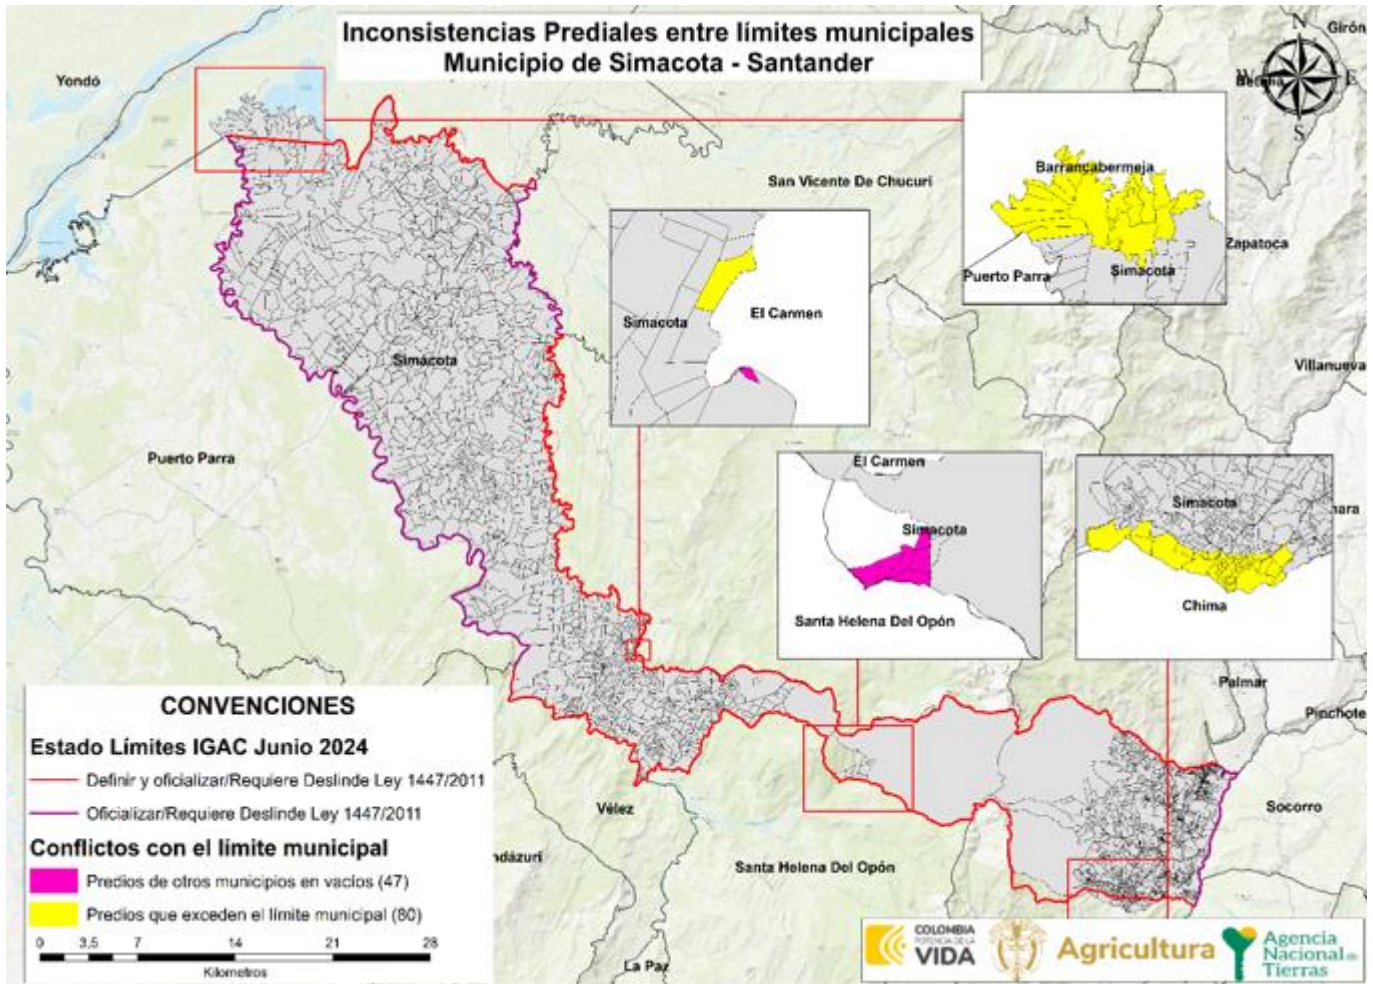 Inconsistencias Prediales entre límites municipales
Municipio de Simacota - Santander
N
W
E
S
Girón
Yondó
San Vicente De Chucurí
Barrancabermeja
Zapatoca
Puerto Parra
Simacota
Simacota
El Carmen
Simacota
Villanueva
Puerto Parra
El Carmen
Simacota
Santa Helena Del Opón
Simacota
Chima
Palmar
Pinchote
Socorro
Vélez
Santa Helena Del Opón
La Paz
CONVENCIONES
Estado Límites IGAC Junio 2024
Definir y oficializar/Requiere Deslinde Ley 1447/2011
Oficializar/Requiere Deslinde Ley 1447/2011
Conflictos con el límite municipal
Predios de otros municipios en vacíos (47)
Predios que exceden el límite municipal (80)
0 3,5 7 14 21 28
Kilometros
COLOMBIA
POTENCIA DE LA
VIDA
Agricultura
Agencia
Nacional de
Tierras